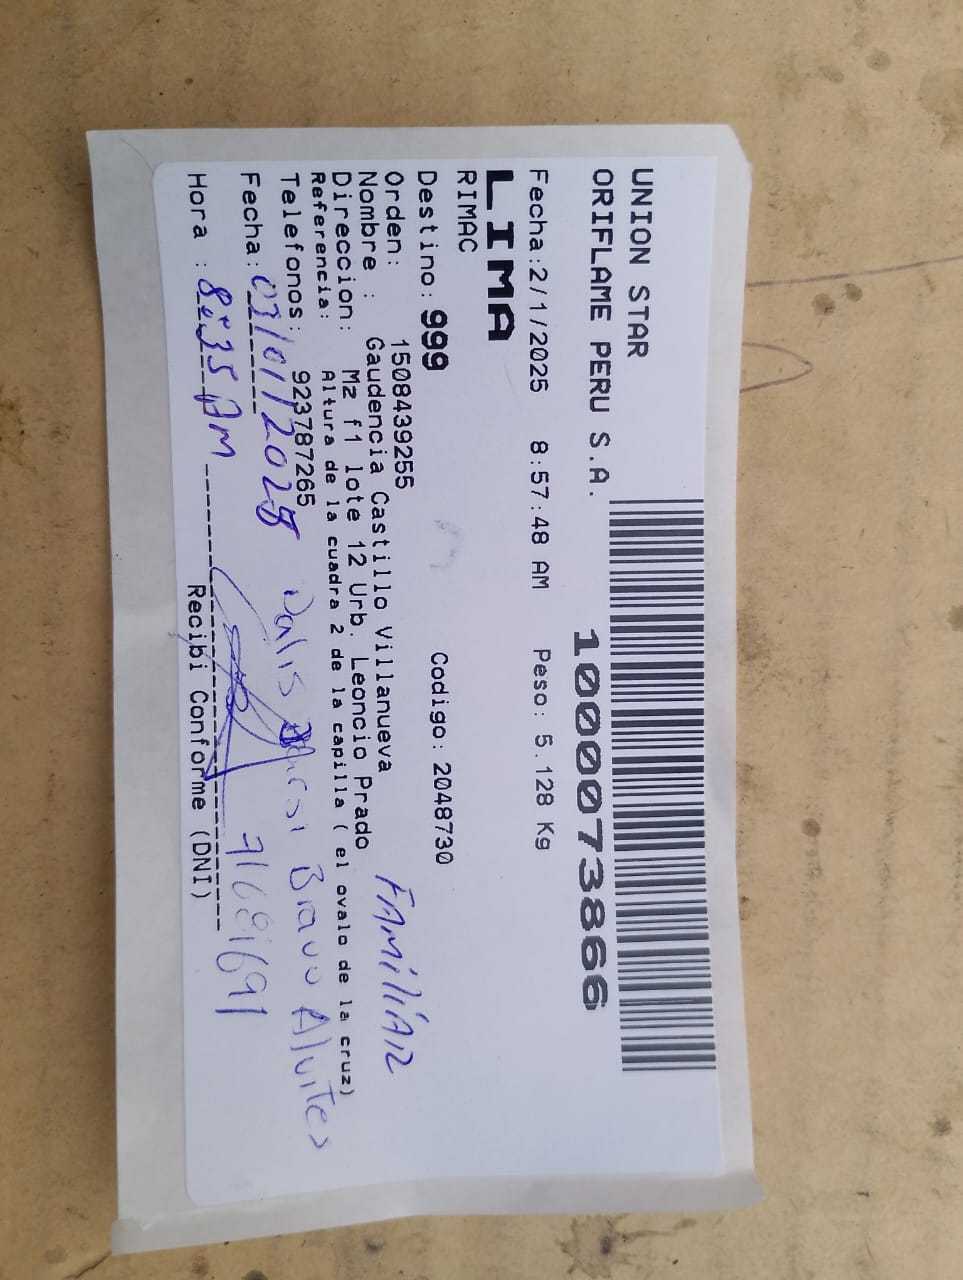 UNION STAR
ORIFLAME PERU S.A.
1000073866
Fecha:2/1/2025 8:57:48 AM Peso: 5.128 Kg
LIMA
RIMAC
Destino: 999 Codigo: 2048730
Orden: 1508439255
Nombre : Gaudencia Castillo Villanueva
FAMILIAR
Direccion: Mz f1 lote 12 Urb. Leoncio Prado
Referencia: Altura de la cuadra 2 de la capilla ( el ovalo de la cruz)
Telefonos: 923787265
Bravo Alvites
Fecha: 03/01/2025
71681691
Hora : 8:35 AM
Recibi Conforme (DNI)